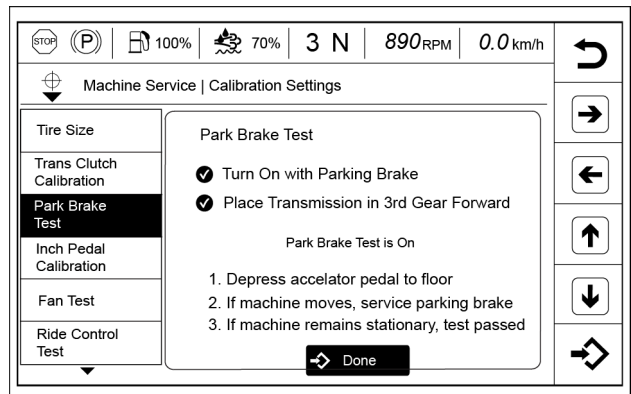 STOP (P) 100% 70% 3 N 890 RPM 0.0 km/h
Machine Service | Calibration Settings
Tire Size
Trans Clutch
Calibration
Park Brake
Test
Inch Pedal
Calibration
Fan Test
Ride Control
Test
Park Brake Test
Turn On with Parking Brake
Place Transmission in 3rd Gear Forward
Park Brake Test is On
1. Depress accelator pedal to floor
2. If machine moves, service parking brake
3. If machine remains stationary, test passed
Done